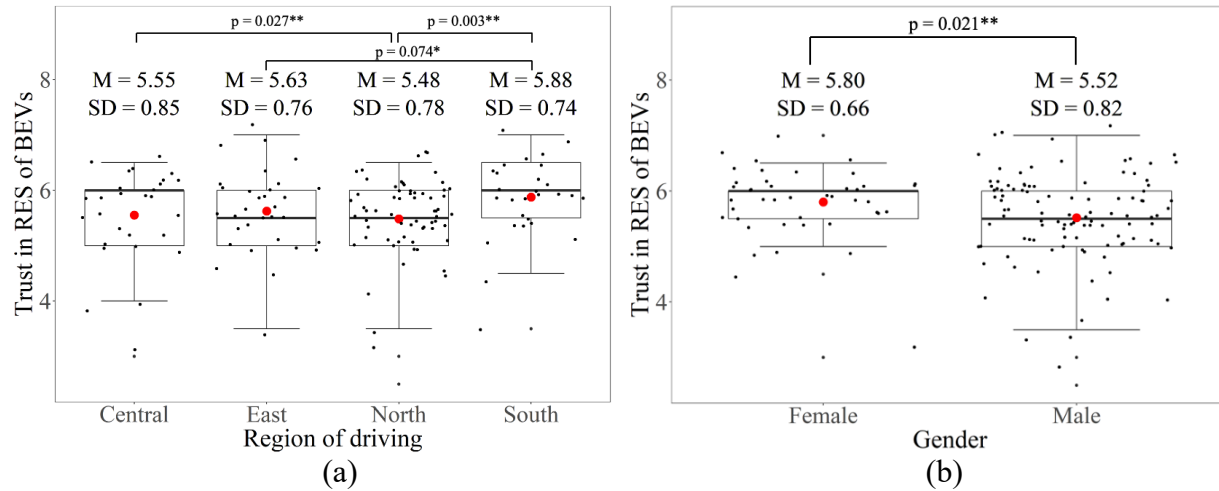 p = 0.027**
p = 0.003**
p = 0.074*
M = 5.55
SD = 0.85
M = 5.63
SD = 0.76
M = 5.48
SD = 0.78
M = 5.88
SD = 0.74
Trust in RES of BEVs
8
6
4
Central
East
North
South
Region of driving
(a)
p = 0.021**
M = 5.80
SD = 0.66
M = 5.52
SD = 0.82
Trust in RES of BEVs
8
6
4
Female
Male
Gender
(b)